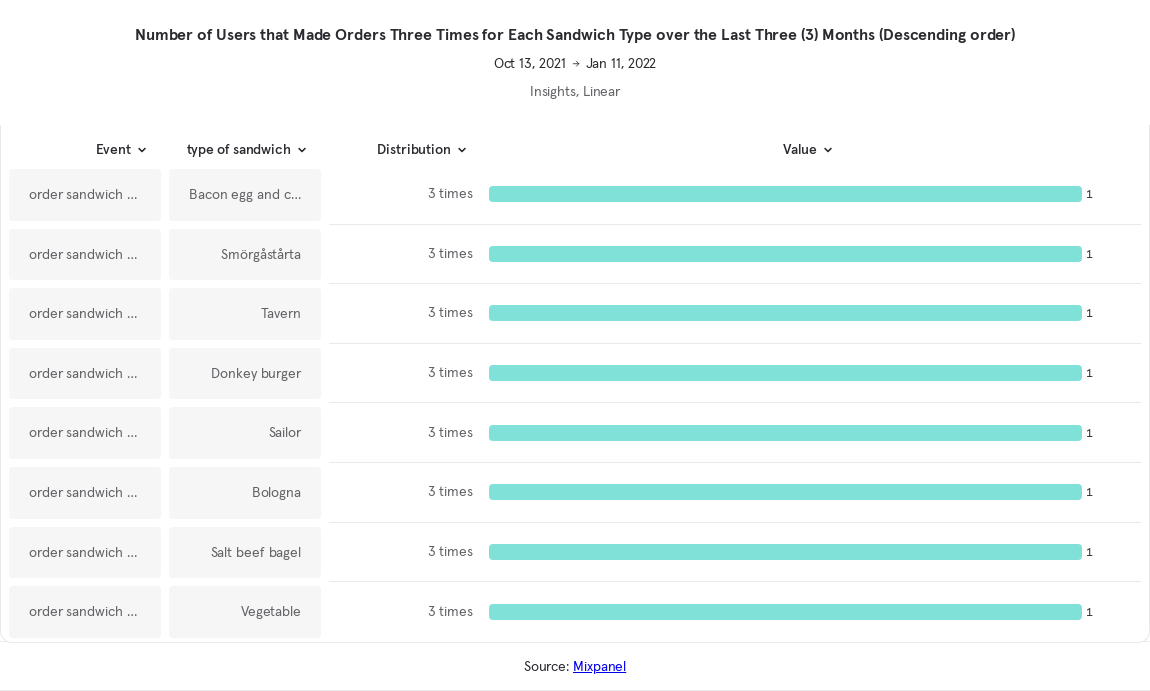 Number of Users that Made Orders Three Times for Each Sandwich Type over the Last Three (3) Months (Descending order)
Oct 13, 2021 → Jan 11, 2022
Insights, Linear
Event type of sandwich Distribution Value
order sandwich ... Bacon egg and c... 3 times 1
order sandwich ... Smörgåstårta 3 times 1
order sandwich ... Tavern 3 times 1
order sandwich ... Donkey burger 3 times 1
order sandwich ... Sailor 3 times 1
order sandwich ... Bologna 3 times 1
order sandwich ... Salt beef bagel 3 times 1
order sandwich ... Vegetable 3 times 1
Source: Mixpanel